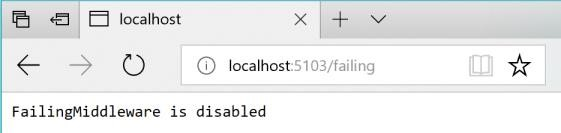 localhost
localhost:5103/failing
FailingMiddleware is disabled